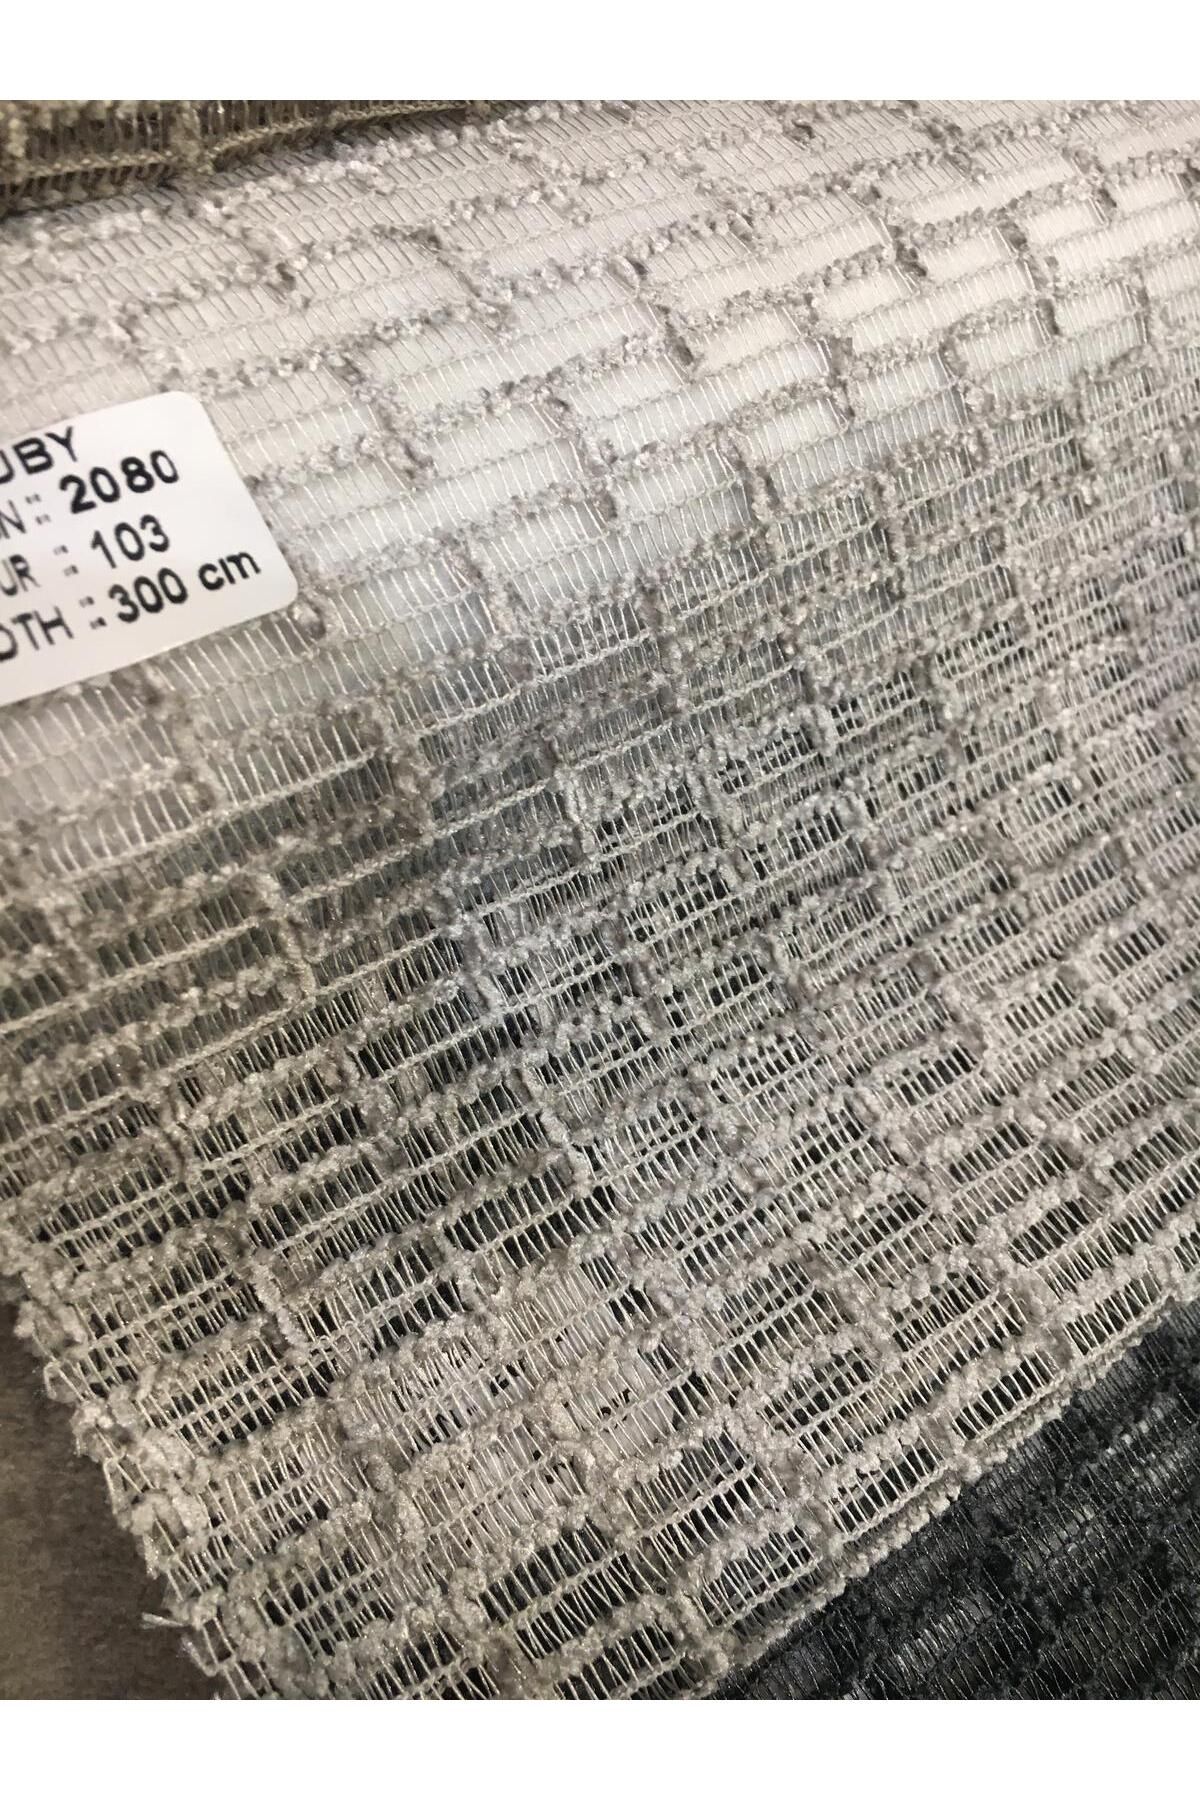 UBY
N : 2080
UR : 103
DTH : 300 cm